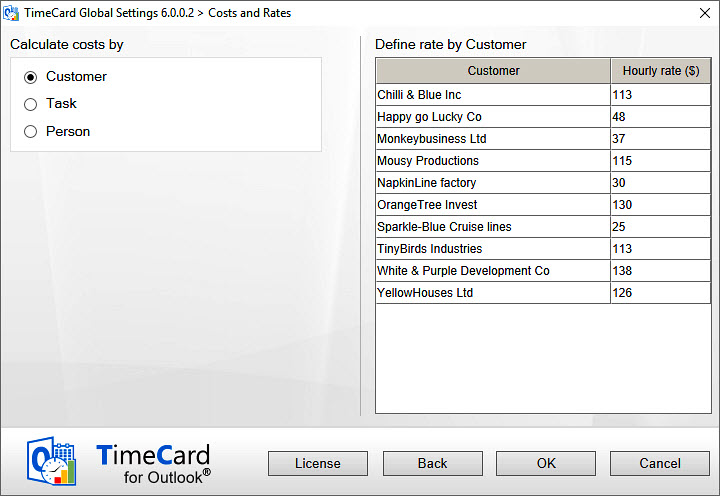 TimeCard Global Settings 6.0.0.2 > Costs and Rates
Calculate costs by
Customer
Task
Person
Define rate by Customer
Customer Hourly rate ($)
Chilli & Blue Inc 113
Happy go Lucky Co 48
Monkeybusiness Ltd 37
Mousy Productions 115
NapkinLine factory 30
OrangeTree Invest 130
Sparkle-Blue Cruise lines 25
TinyBirds Industries 113
White & Purple Development Co 138
YellowHouses Ltd 126
TimeCard
for Outlook®
License Back OK Cancel